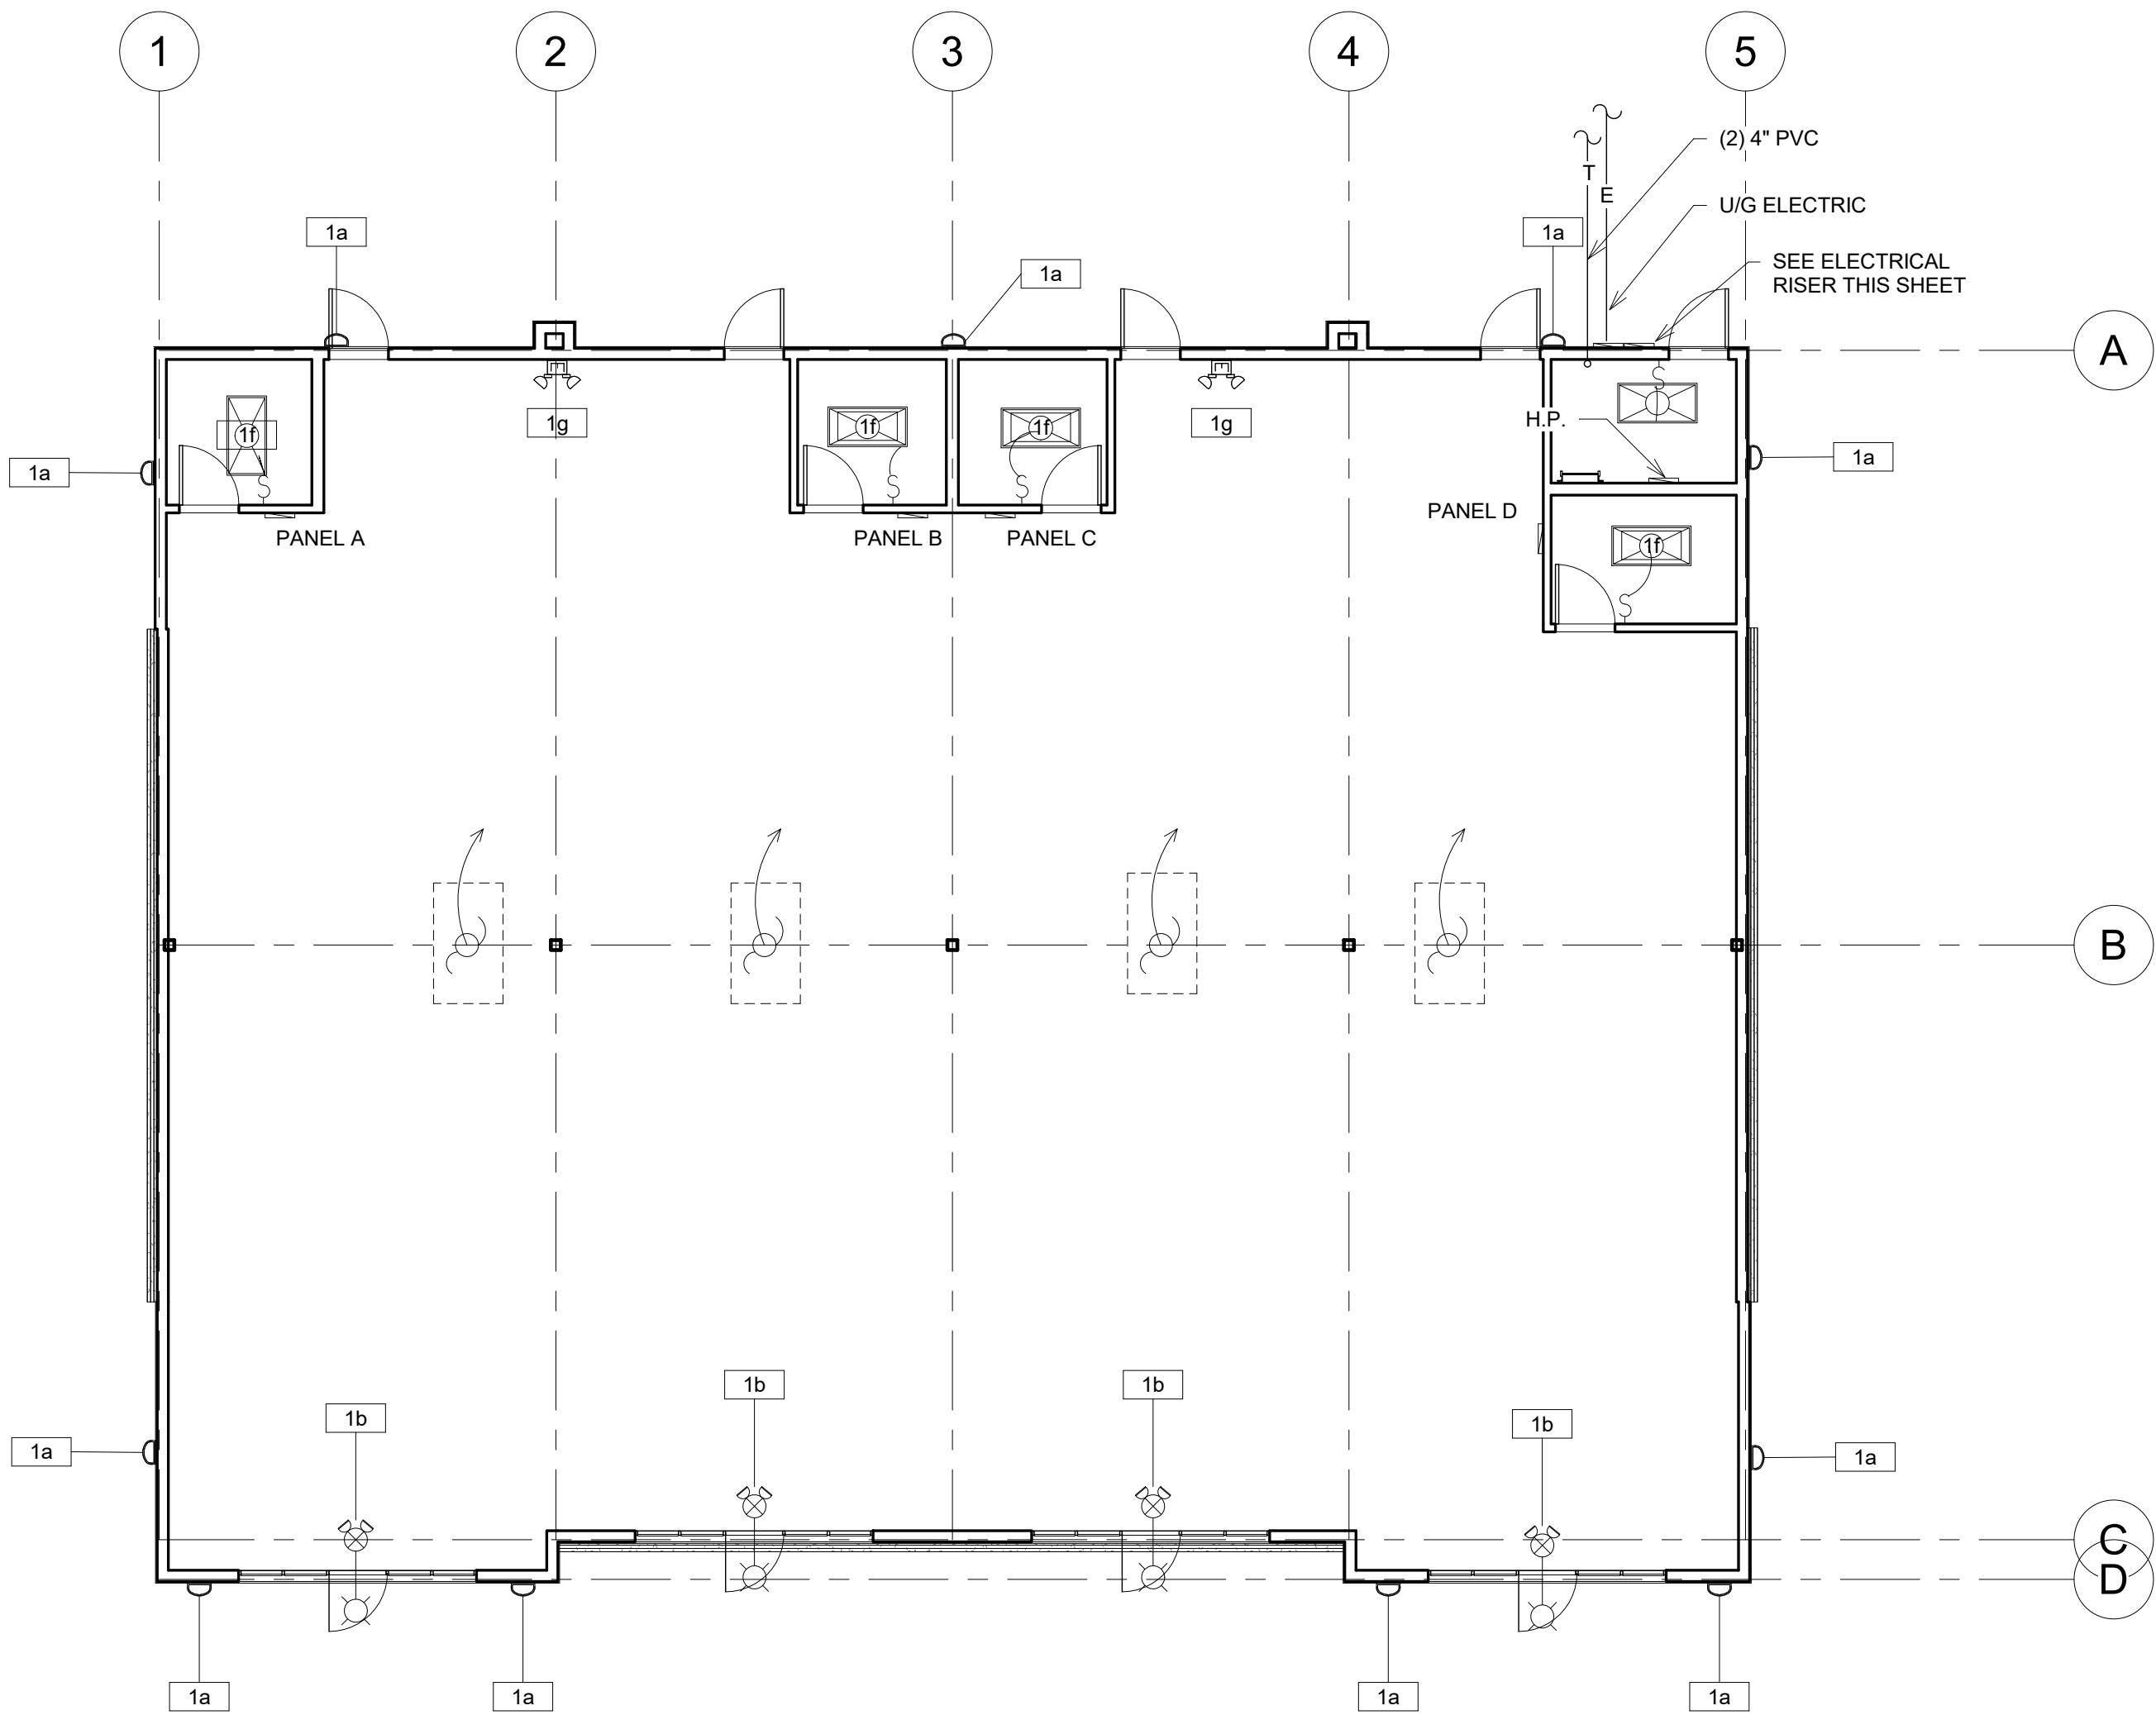 1
2
3
4
5
(2) 4" PVC
T
E
U/G ELECTRIC
1a
1a
1a
SEE ELECTRICAL
RISER THIS SHEET
A
1g
1g
H.P.
1f
1f
1f
1a
1a
PANEL D
PANEL A
PANEL B
PANEL C
1f
B
1b
1b
1b
1b
1a
1a
C
D
1a
1a
1a
1a